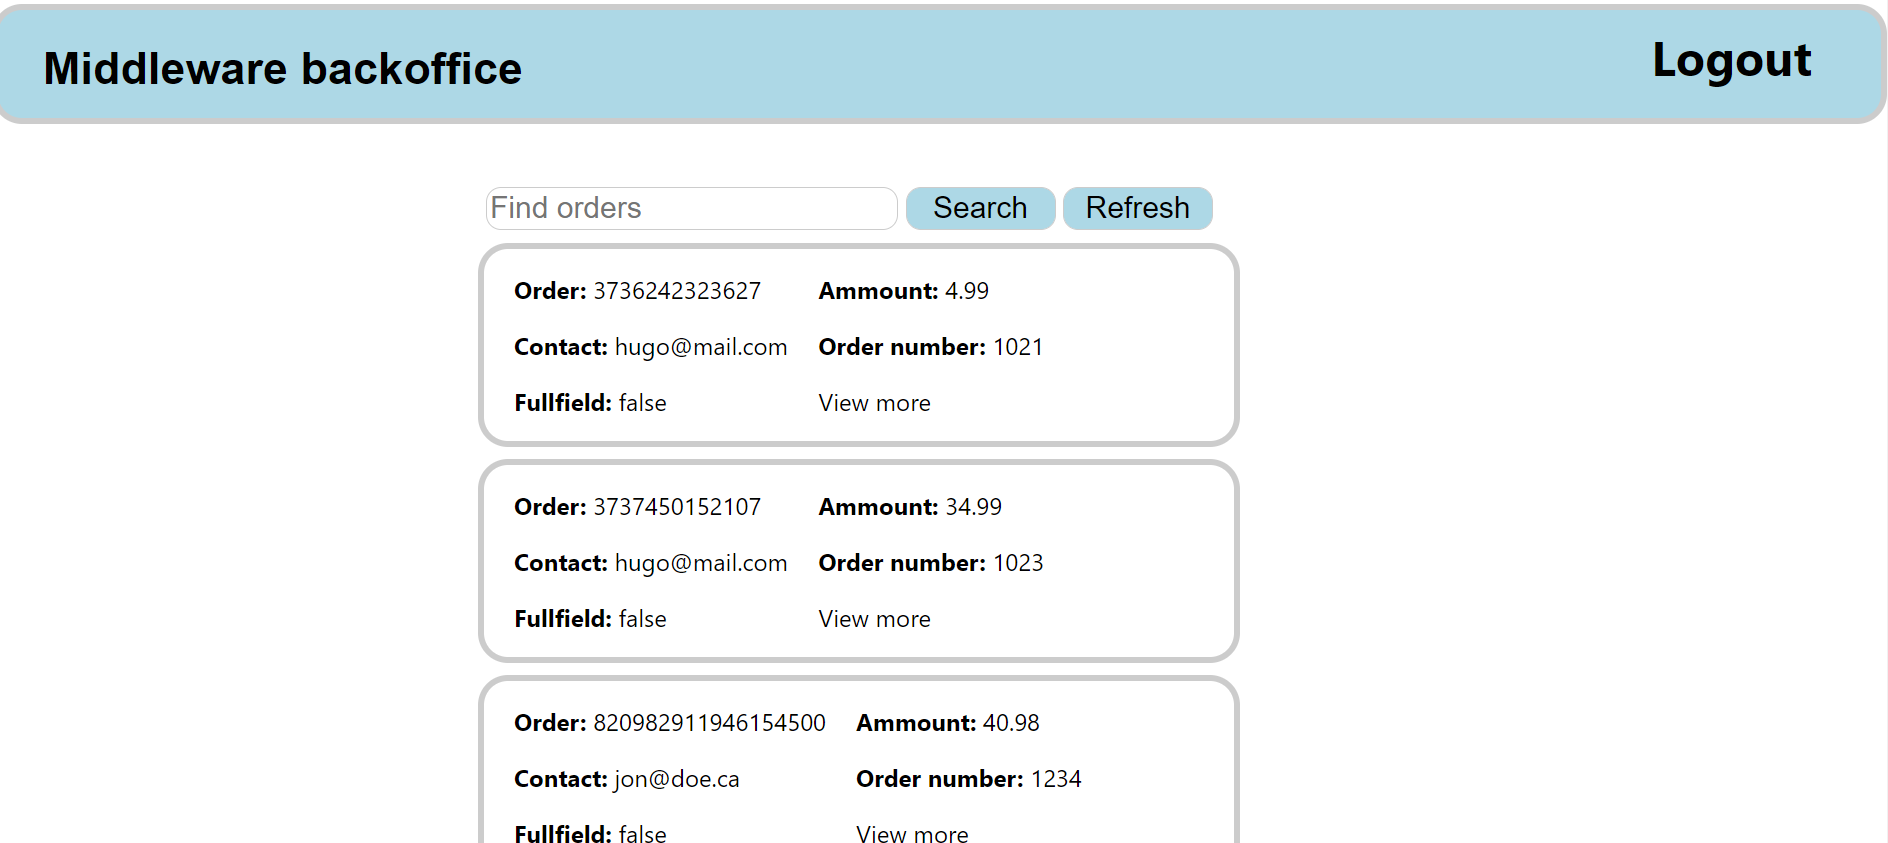 Middleware backoffice
Logout
Find orders
Search
Refresh
Order: 3736242323627 Ammount: 4.99
Contact: hugo@mail.com Order number: 1021
Fullfield: false View more
Order: 3737450152107 Ammount: 34.99
Contact: hugo@mail.com Order number: 1023
Fullfield: false View more
Order: 820982911946154500 Ammount: 40.98
Contact: jon@doe.ca Order number: 1234
Fullfield: false View more